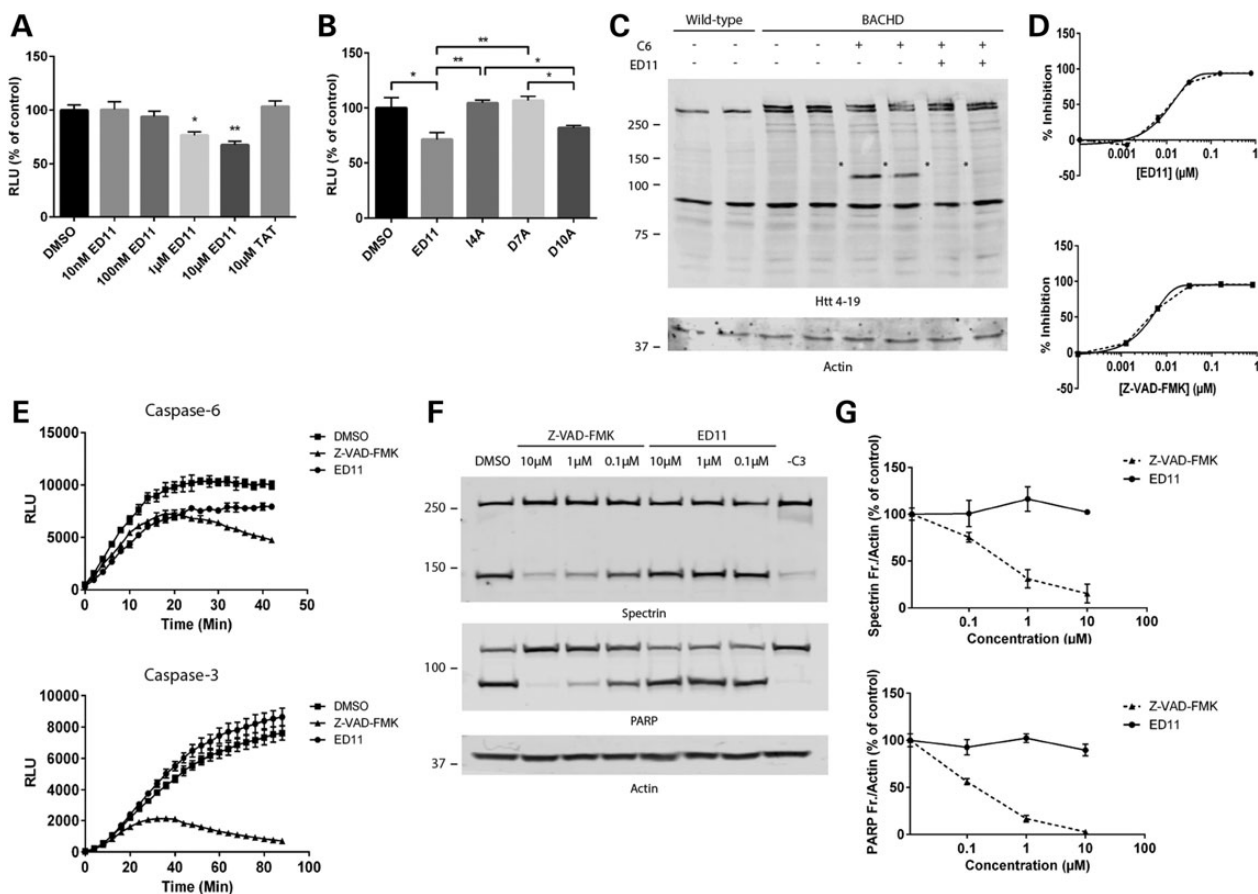 A
RLU (% of control)
150
100
50
0
*
**
DMSO
10nM ED11
100nM ED11
1µM ED11
10µM ED11
10µM TAT
B
RLU (% of control)
150
100
50
0
*
**
**
*
*
DMSO
ED11
I4A
D7A
D10A
C
Wild-type BACHD
C6 - - - - + + + +
ED11 - - - - - - + +
250
150
100
75
* * * *
Htt 4-19
37
Actin
D
% Inhibition
100
50
0
-50
0.001 0.01 0.1 1
[ED11] (µM)
% Inhibition
100
50
0
-50
0.001 0.01 0.1 1
[Z-VAD-FMK] (µM)
E
Caspase-6
RLU
15000
10000
5000
0
0 10 20 30 40 50
Time (Min)
DMSO
Z-VAD-FMK
ED11
Caspase-3
RLU
10000
8000
6000
4000
2000
0
0 20 40 60 80 100
Time (Min)
DMSO
Z-VAD-FMK
ED11
F
Z-VAD-FMK ED11
DMSO 10µM 1µM 0.1µM 10µM 1µM 0.1µM -C3
250
150
Spectrin
100
PARP
37
Actin
G
Spectrin Fr./Actin (% of control)
150
100
50
0
0.1 1 10 100
Concentration (µM)
Z-VAD-FMK
ED11
PARP Fr./Actin (% of control)
150
100
50
0
0.1 1 10 100
Concentration (µM)
Z-VAD-FMK
ED11